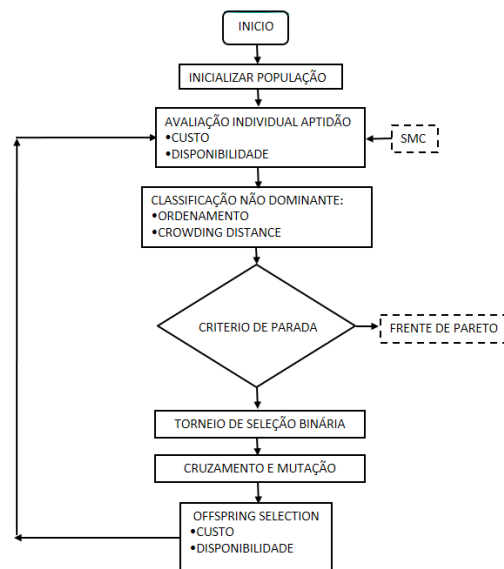 INICIO
INICIALIZAR POPULAÇÃO
AVALIAÇÃO INDIVIDUAL APTIDÃO
•CUSTO
•DISPONIBILIDADE
SMC
CLASSIFICAÇÃO NÃO DOMINANTE:
•ORDENAMENTO
•CROWDING DISTANCE
CRITERIO DE PARADA
FRENTE DE PARETO
TORNEIO DE SELEÇÃO BINÁRIA
CRUZAMENTO E MUTAÇÃO
OFFSPRING SELECTION
•CUSTO
•DISPONIBILIDADE